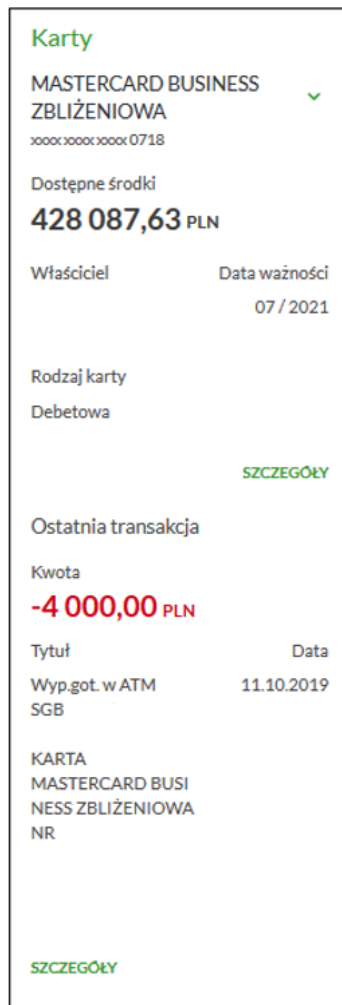 Karty
MASTERCARD BUSINESS
ZBLIŻENIOWA
xxxx xxxx xxxx 0718
Dostępne środki
428 087,63 PLN
Właściciel Data ważności
07 / 2021
Rodzaj karty
Debetowa
SZCZEGÓŁY
Ostatnia transakcja
Kwota
-4 000,00 PLN
Tytuł Data
Wyp.got. w ATM 11.10.2019
SGB
KARTA
MASTERCARD BUSI
NESS ZBLIŻENIOWA
NR
SZCZEGÓŁY